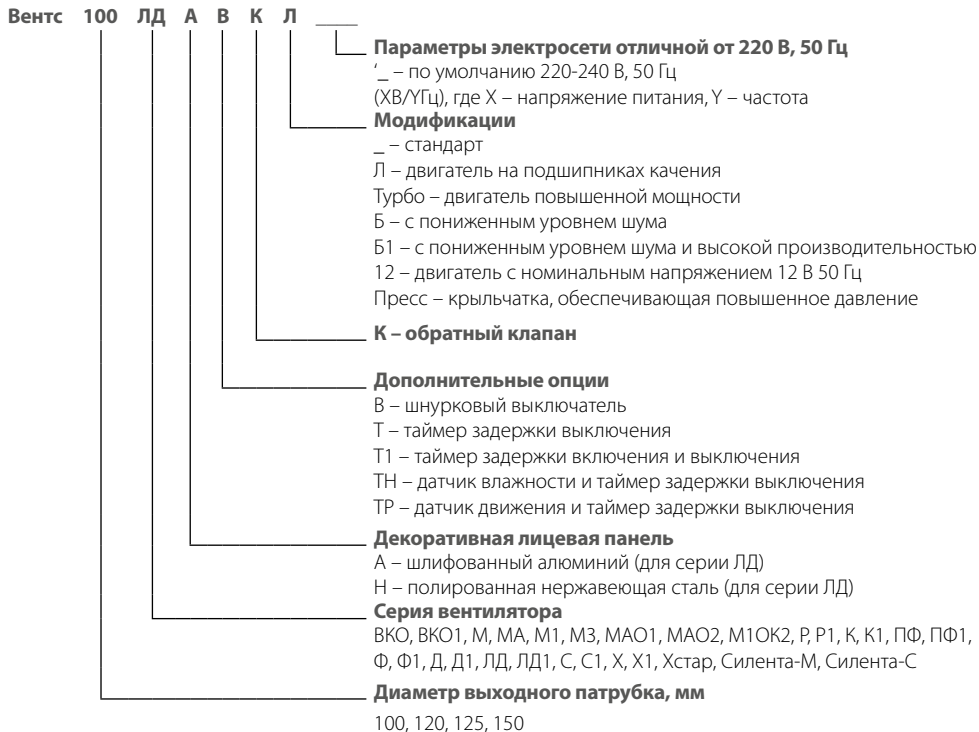 Вентс 100 ЛД А В К Л ____
Параметры электросети отличной от 220 В, 50 Гц
‘_ – по умолчанию 220-240 В, 50 Гц
(ХВ/YГц), где Х – напряжение питания, Y – частота
Модификации
_ – стандарт
Л – двигатель на подшипниках качения
Турбо – двигатель повышенной мощности
Б – с пониженным уровнем шума
Б1 – с пониженным уровнем шума и высокой производительностью
12 – двигатель с номинальным напряжением 12 В 50 Гц
Пресс – крыльчатка, обеспечивающая повышенное давление
К – обратный клапан
Дополнительные опции
В – шнурковый выключатель
Т – таймер задержки выключения
Т1 – таймер задержки включения и выключения
ТН – датчик влажности и таймер задержки выключения
ТР – датчик движения и таймер задержки выключения
Декоративная лицевая панель
А – шлифованный алюминий (для серии ЛД)
Н – полированная нержавеющая сталь (для серии ЛД)
Серия вентилятора
ВКО, ВКО1, М, МА, М1, М3, МАО1, МАО2, М1ОК2, Р, Р1, К, К1, ПФ, ПФ1,
Ф, Ф1, Д, Д1, ЛД, ЛД1, С, С1, Х, Х1, Хстар, Силента-М, Силента-С
Диаметр выходного патрубка, мм
100, 120, 125, 150